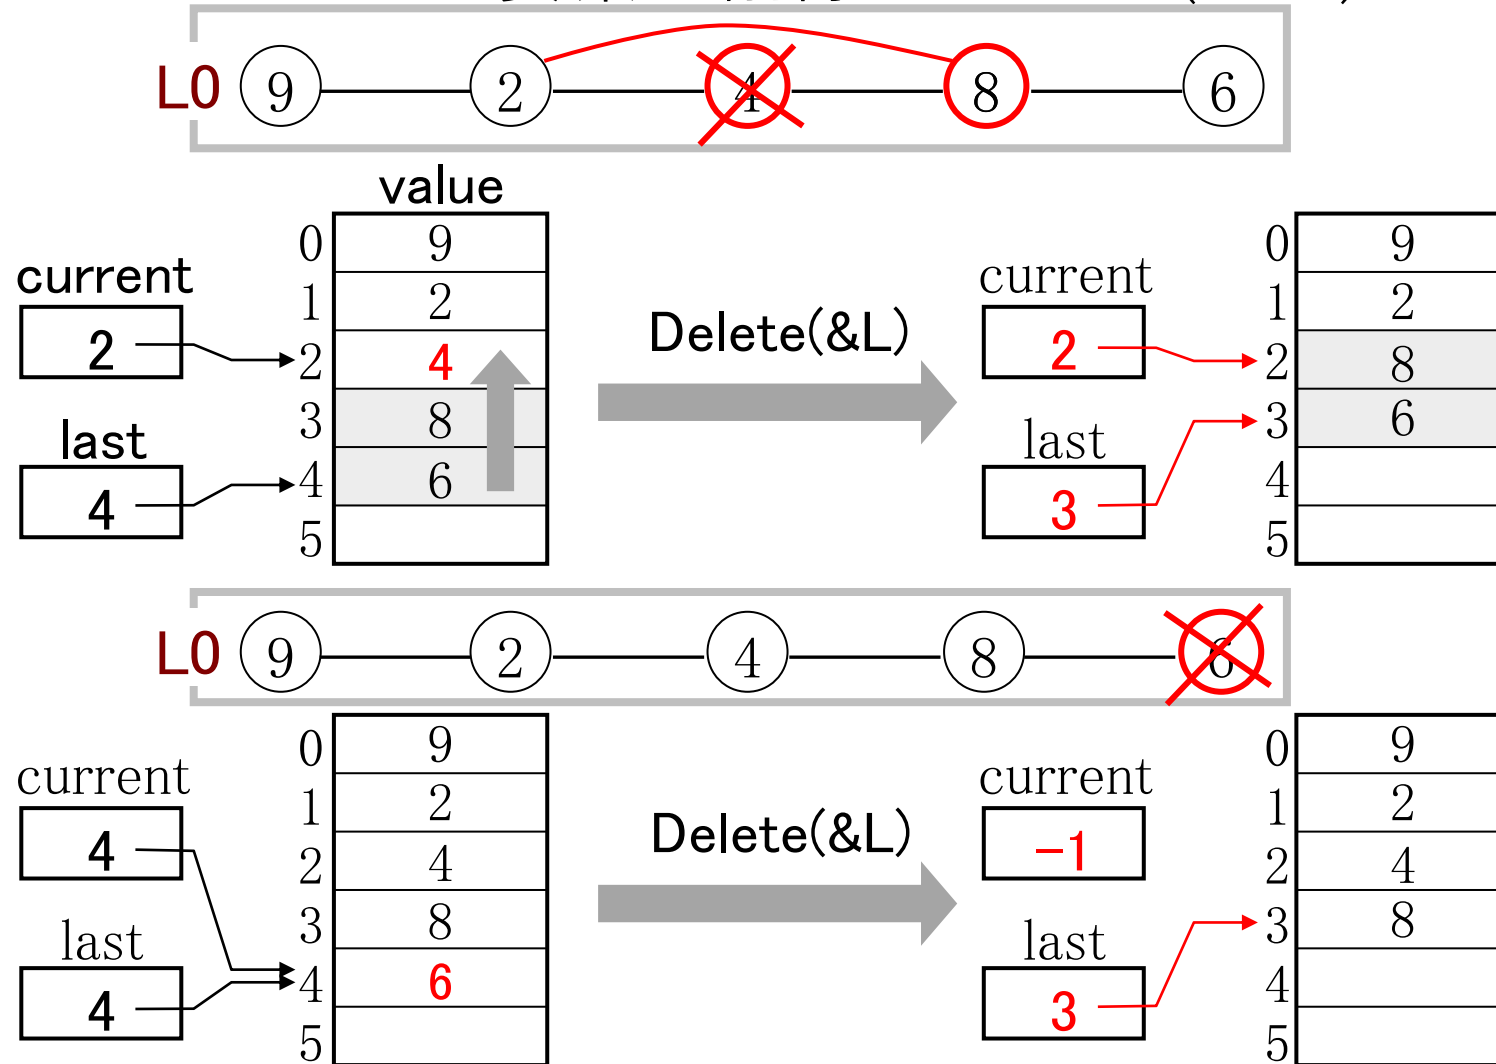 L0 9 2 4 8 6
value
0 9 0 9
current current
1 2 1 2
Delete(&L)
2 2 4 2 2 8
3 8 3 6
last last
4 4 6 3 4
5 5
L0 9 2 4 8 6
0 9 0 9
current current
1 2 1 2
Delete(&L)
4 2 4 -1 2 4
3 8 3 8
last last
4 4 6 3 4
5 5